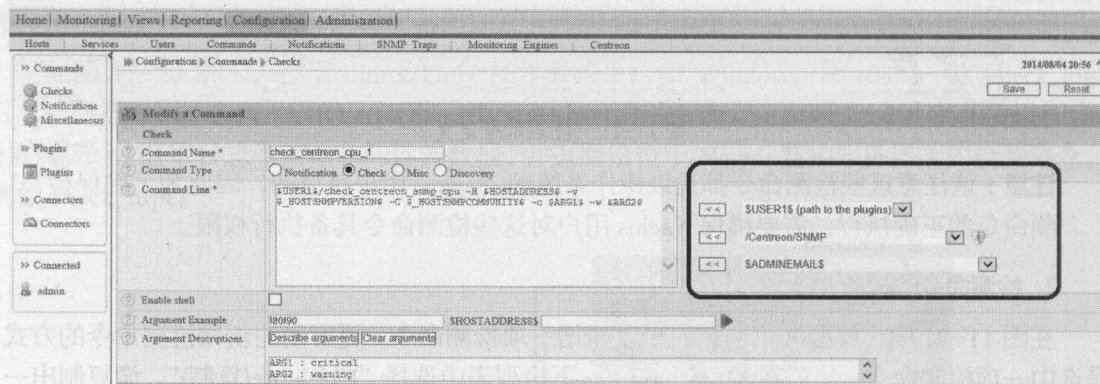 Home| Monitoring| Views| Reporting| Configuration| Administration|
Hosts | Services | Users | Commands | Notifications | SNMP Traps | Monitoring Engines | Centreon
Configuration Commands Checks
2014/08/04 20:56
Commands
Checks
Notifications
Miscellaneous
Plugins
Plugins
Connectors
Connectors
Connected
admin
Save Reset
Modify a Command
Check
Command Name * check_centreon_cpu_1
Command Type Notification Check Misc Discovery
Command Line * $USER1$/check_centreon_snmp_cpu -H $HOSTADDRESS$ -v
$_HOSTSNMPVERSION$ -C $_HOSTSNMPCOMMUNITY$ -c $ARG1$ -w $ARG2$
<< $USER1$ (path to the plugins)
<< /Centreon/SNMP
<< $ADMINEMAIL$
Enable shell
Argument Example !80!90 $HOSTADDRESS$
Argument Descriptions Describe arguments Clear arguments
ARG1 : critical
ARG2 : warning